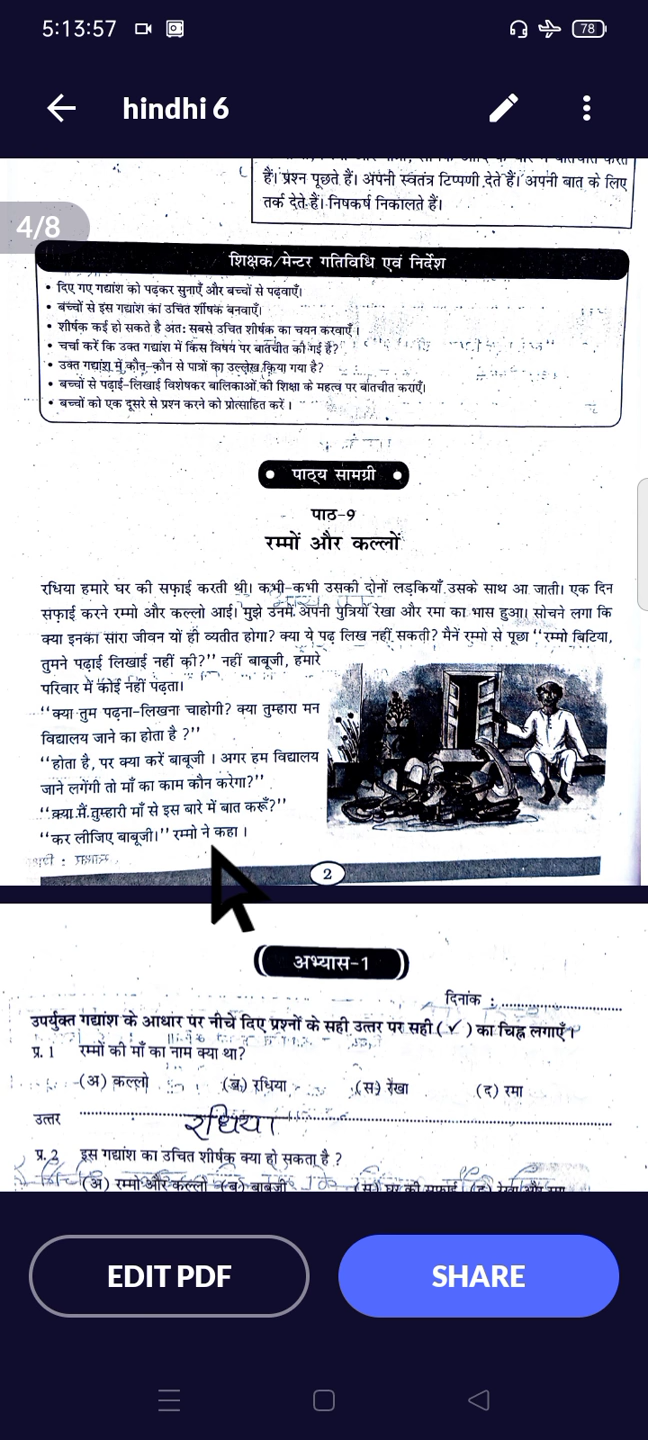 5:13:57
78
hindhi 6
हैं। प्रश्न पूछते हैं। अपनी स्वतंत्र टिप्पणी देते हैं। अपनी बात के लिए
तर्क देते हैं। निषकर्ष निकालते हैं।
4/8
शिक्षक/मेन्टर गतिविधि एवं निर्देश
• दिए गए गद्यांश को पढ़कर सुनाएँ और बच्चों से पढ़वाएँ।
• बच्चों से इस गद्यांश का उचित शीर्षक बनवाएँ।
• शीर्षक कई हो सकते है अतः सबसे उचित शीर्षक का चयन करवाएँ।
• चर्चा करें कि उक्त गद्यांश में किस विषय पर बातचीत की गई है?
• उक्त गद्यांश में कौन-कौन से पात्रों का उल्लेख किया गया है?
• बच्चों से पढ़ाई-लिखाई विशेषकर बालिकाओं की शिक्षा के महत्व पर बातचीत कराएँ।
• बच्चों को एक दूसरे से प्रश्न करने को प्रोत्साहित करें।
पाठ्य सामग्री
पाठ-9
रम्मों और कल्लों
रधिया हमारे घर की सफाई करती थी। कभी-कभी उसकी दोनों लड़कियाँ उसके साथ आ जाती। एक दिन
सफाई करने रम्मो और कल्लो आई। मुझे उनमें अपनी पुत्रियाँ रेखा और रमा का भास हुआ। सोचने लगा कि
क्या इनका सारा जीवन यों ही व्यतीत होगा? क्या ये पढ़ लिख नहीं सकती? मैनें रम्मो से पूछा "रम्मो बिटिया,
तुमने पढ़ाई लिखाई नहीं की?" नहीं बाबूजी, हमारे
परिवार में कोई नहीं पढ़ता।
"क्या तुम पढ़ना-लिखना चाहोगी? क्या तुम्हारा मन
विद्यालय जाने का होता है ?"
"होता है, पर क्या करें बाबूजी। अगर हम विद्यालय
जाने लगेंगी तो माँ का काम कौन करेगा?"
"क्या मैं तुम्हारी माँ से इस बारे में बात करूँ?"
"कर लीजिए बाबूजी।" रम्मो ने कहा।
2
अभ्यास-1
दिनांक : ..............................
उपर्युक्त गद्यांश के आधार पर नीचे दिए प्रश्नों के सही उत्तर पर सही (✓) का चिह्न लगाएँ।
प्र. 1 रम्मों की माँ का नाम क्या था?
(अ) कल्लो (ब) रधिया (स) रेखा (द) रमा
उत्तर रधिया
प्र. 2 इस गद्यांश का उचित शीर्षक क्या हो सकता है ?
(अ) रम्मो और कल्लो (ब) बाबूजी (स) घर की सफाई (द) रेखा और रमा
EDIT PDF
SHARE